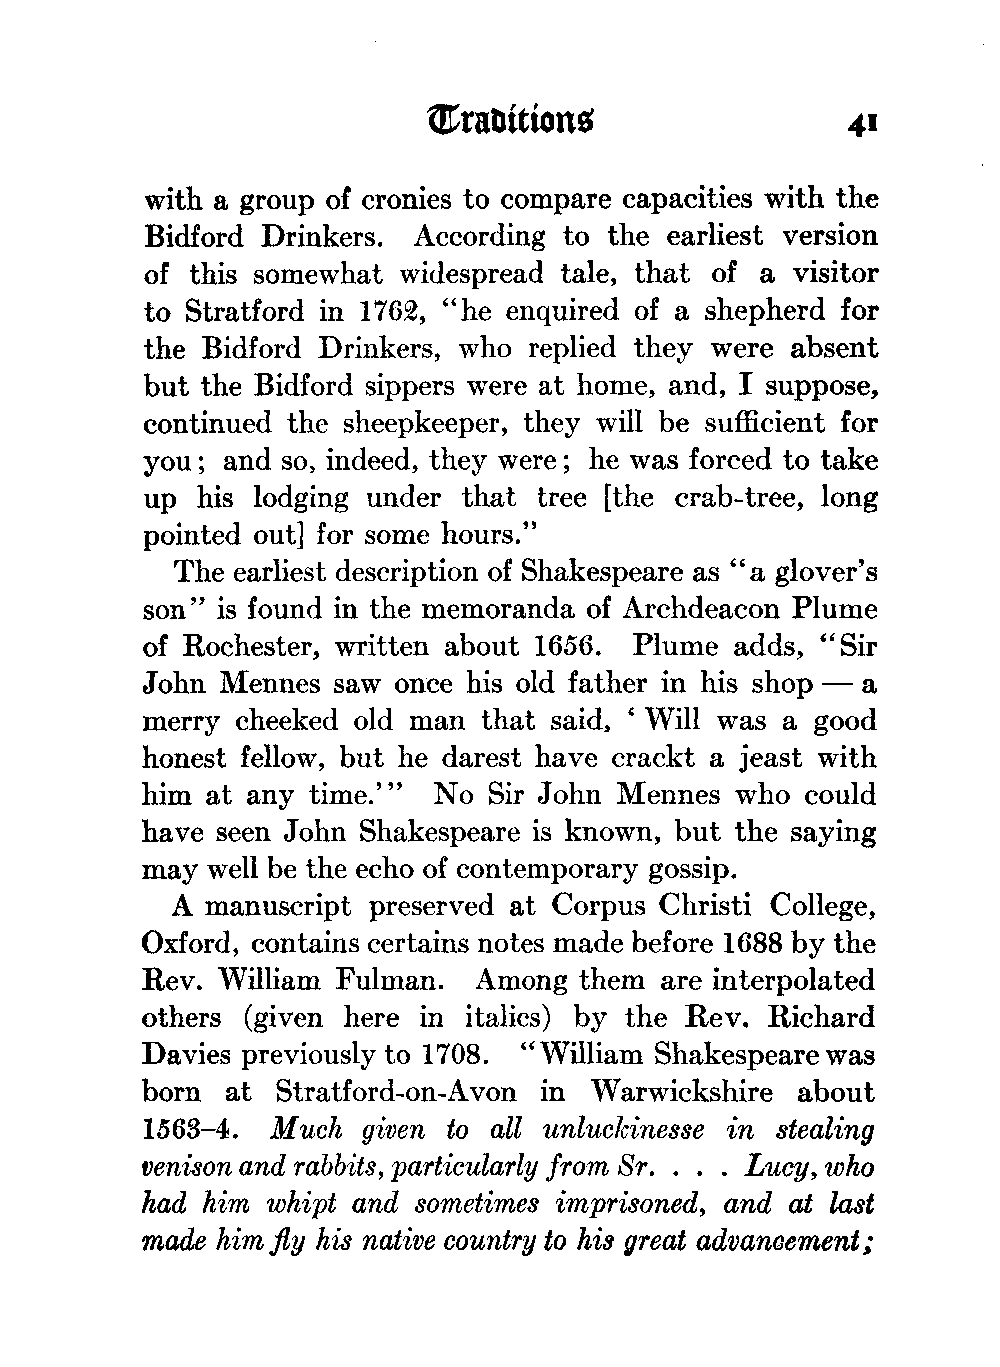 Traditions 41
with a group of cronies to compare capacities with the
Bidford Drinkers. According to the earliest version
of this somewhat widespread tale, that of a visitor
to Stratford in 1762, "he enquired of a shepherd for
the Bidford Drinkers, who replied they were absent
but the Bidford sippers were at home, and, I suppose,
continued the sheepkeeper, they will be sufficient for
you; and so, indeed, they were; he was forced to take
up his lodging under that tree [the crab-tree, long
pointed out] for some hours."
The earliest description of Shakespeare as "a glover's
son" is found in the memoranda of Archdeacon Plume
of Rochester, written about 1656. Plume adds, "Sir
John Mennes saw once his old father in his shop — a
merry cheeked old man that said, 'Will was a good
honest fellow, but he darest have crackt a jeast with
him at any time.'" No Sir John Mennes who could
have seen John Shakespeare is known, but the saying
may well be the echo of contemporary gossip.
A manuscript preserved at Corpus Christi College,
Oxford, contains certains notes made before 1688 by the
Rev. William Fulman. Among them are interpolated
others (given here in italics) by the Rev. Richard
Davies previously to 1708. "William Shakespeare was
born at Stratford-on-Avon in Warwickshire about
1563–4. Much given to all unluckinesse in stealing
venison and rabbits, particularly from Sr. . . . Lucy, who
had him whipt and sometimes imprisoned, and at last
made him fly his native country to his great advancement;